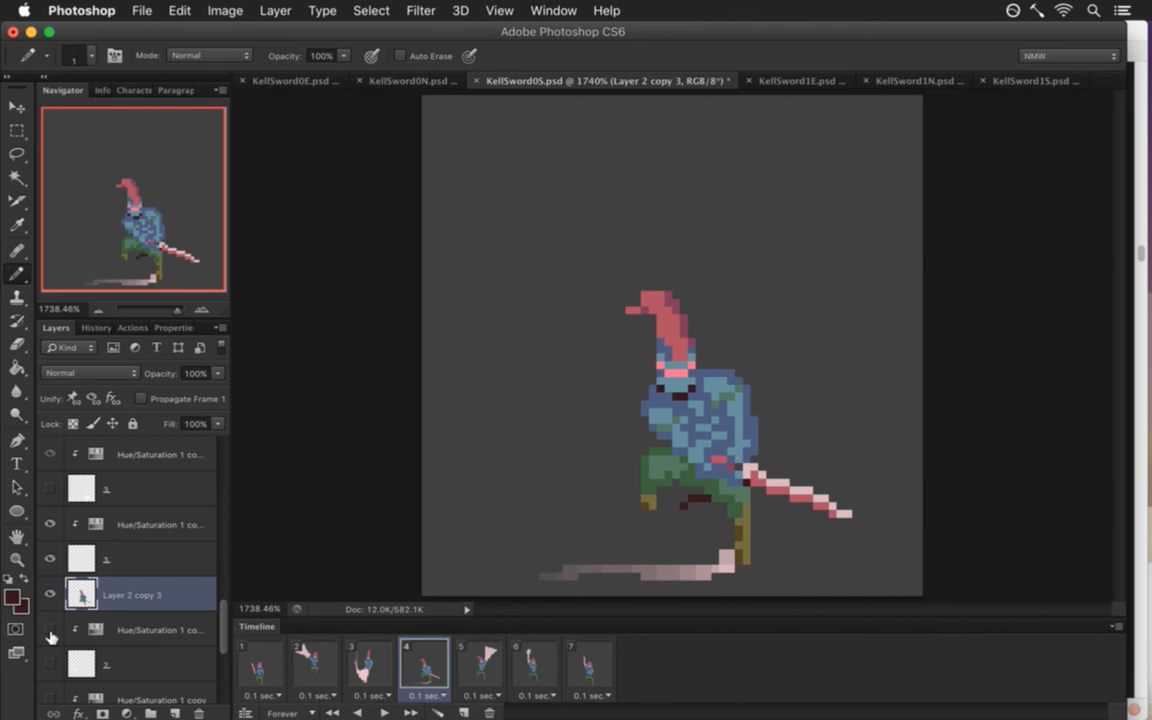 Photoshop File Edit Image Layer Type Select Filter 3D View Window Help
Adobe Photoshop CS6
1 Mode: Normal Opacity: 100% Auto Erase NMW
KellSword0E.psd ... KellSword0N.psd ... KellSword0S.psd @ 1740% (Layer 2 copy 3, RGB/8*) * KellSword1E.psd ... KellSword1N.psd ... KellSword1S.psd ...
Navigator Info Characte Paragrap
1738.46%
Layers History Actions Propertie
Kind
Normal Opacity: 100%
Unify: Propagate Frame 1
Lock: Fill: 100%
Hue/Saturation 1 co...
3
Hue/Saturation 1 co...
3
Layer 2 copy 3
Hue/Saturation 1 co...
2
Hue/Saturation 1 copy
1738.46% Doc: 12.0K/582.1K
Timeline
1 2 3 4 5 6 7
0.1 sec. 0.1 sec. 0.1 sec. 0.1 sec. 0.1 sec. 0.1 sec. 0.1 sec.
Forever
fx